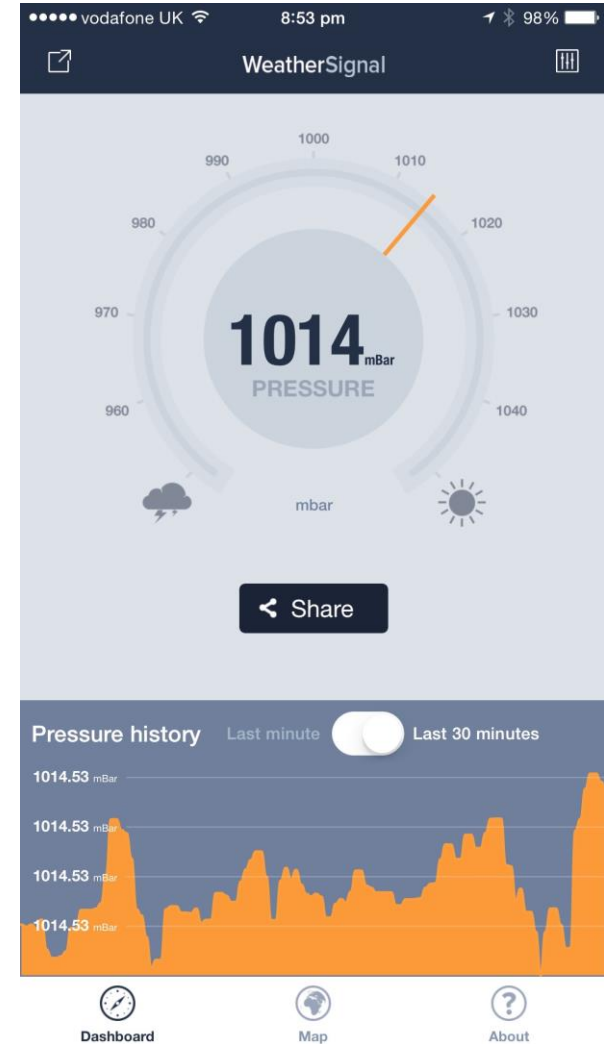 vodafone UK 8:53 pm 98%
WeatherSignal
1000
990 1010
980 1020
970 1030
960 1040
1014 mBar
PRESSURE
mbar
Share
Pressure history Last minute Last 30 minutes
1014.53 mBar
1014.53 mBar
1014.53 mBar
1014.53 mBar
Dashboard Map About